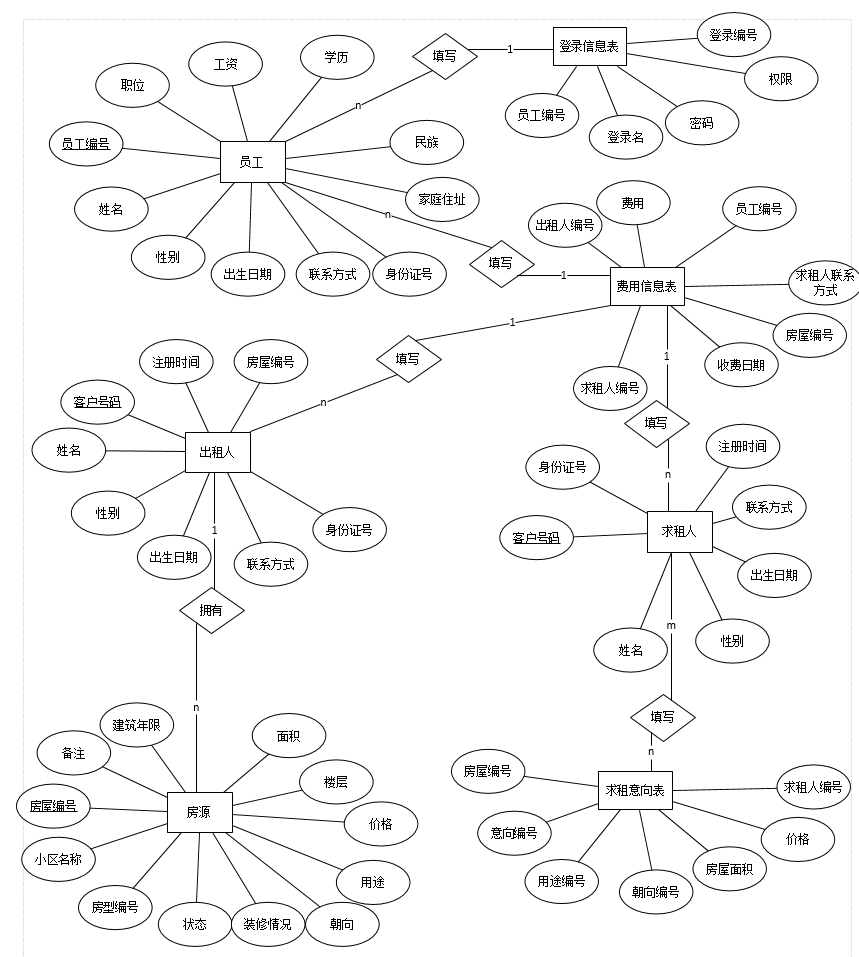 登录编号
登录信息表
填写
1
学历
工资
权限
职位
n
员工编号
密码
登录名
员工编号
民族
员工
家庭住址
姓名
n
费用
员工编号
出租人编号
性别
出生日期
联系方式
身份证号
填写
1
费用信息表
求租人联系
方式
1
房屋编号
填写
1
收费日期
注册时间
房屋编号
求租人编号
客户号码
n
填写
姓名
出租人
注册时间
身份证号
n
性别
联系方式
身份证号
1
求租人
客户号码
出生日期
联系方式
出生日期
拥有
m
性别
姓名
n
填写
建筑年限
面积
备注
n
房屋编号
楼层
求租意向表
求租人编号
房屋编号
房源
价格
意向编号
价格
小区名称
用途
用途编号
朝向编号
房屋面积
房型编号
状态
装修情况
朝向